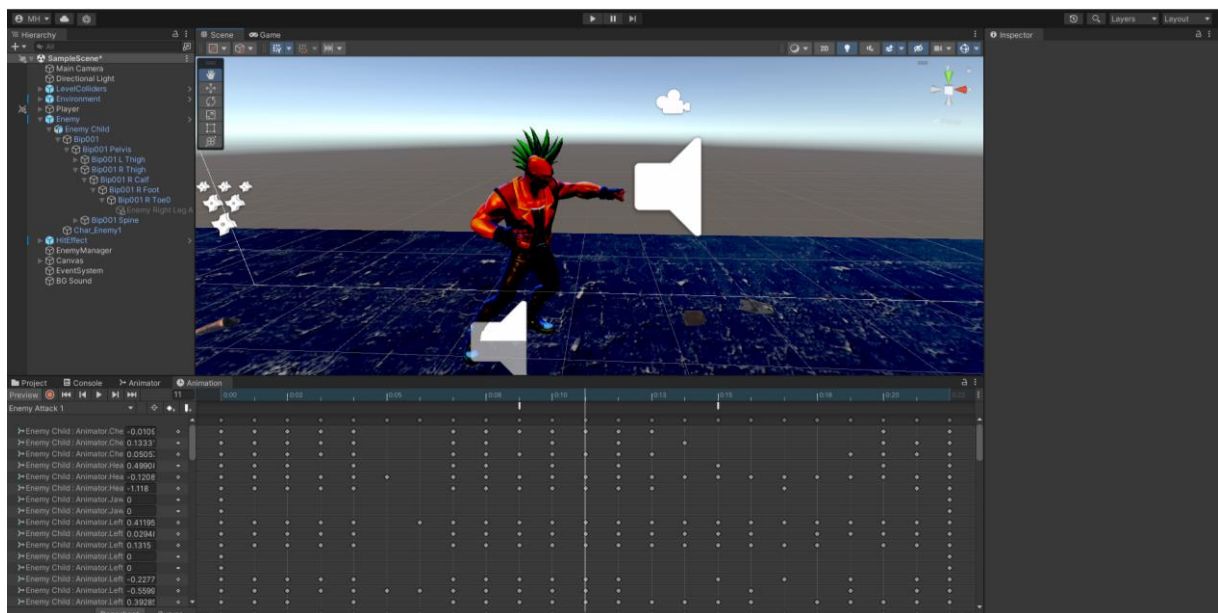 MH
Layers
Layout
Hierarchy
Scene
Game
Inspector
All
2D
SampleScene*
Main Camera
Directional Light
LevelColliders
Environment
Player
Enemy
Enemy Child
Bip001
Bip001 Pelvis
Bip001 L Thigh
Bip001 R Thigh
Bip001 R Calf
Bip001 R Foot
Bip001 R Toe0
Enemy Right Leg A
Bip001 Spine
Char_Enemy1
HitEffect
EnemyManager
Canvas
EventSystem
BG Sound
Project
Console
Animator
Animation
Preview
11
0:00
0:02
0:05
0:08
0:10
0:13
0:15
0:18
0:20
0:23
Enemy Attack 1
Enemy Child : Animator.Che -0.0109
Enemy Child : Animator.Che 0.1333
Enemy Child : Animator.Che 0.0505
Enemy Child : Animator.Hea 0.4990
Enemy Child : Animator.Hea -0.1208
Enemy Child : Animator.Hea -1.118
Enemy Child : Animator.Jaw 0
Enemy Child : Animator.Jaw 0
Enemy Child : Animator.Left 0.41195
Enemy Child : Animator.Left 0.0294
Enemy Child : Animator.Left 0.1315
Enemy Child : Animator.Left 0
Enemy Child : Animator.Left 0
Enemy Child : Animator.Left -0.2277
Enemy Child : Animator.Left -0.5599
Enemy Child : Animator.Left 0.3928